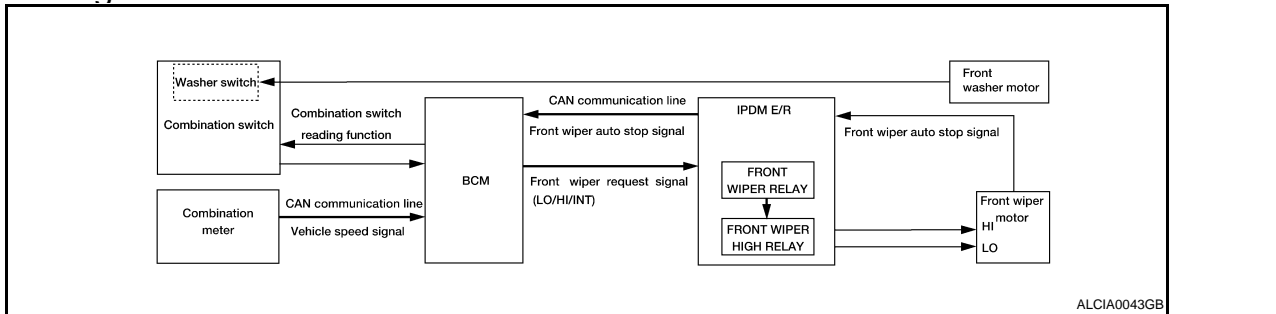 Washer switch
Combination switch
Combination switch
reading function
Combination
meter
CAN communication line
Vehicle speed signal
BCM
CAN communication line
Front wiper auto stop signal
Front wiper request signal
(LO/HI/INT)
IPDM E/R
FRONT
WIPER RELAY
FRONT WIPER
HIGH RELAY
Front
washer motor
Front wiper auto stop signal
Front wiper
motor
HI
LO
ALCIA0043GB